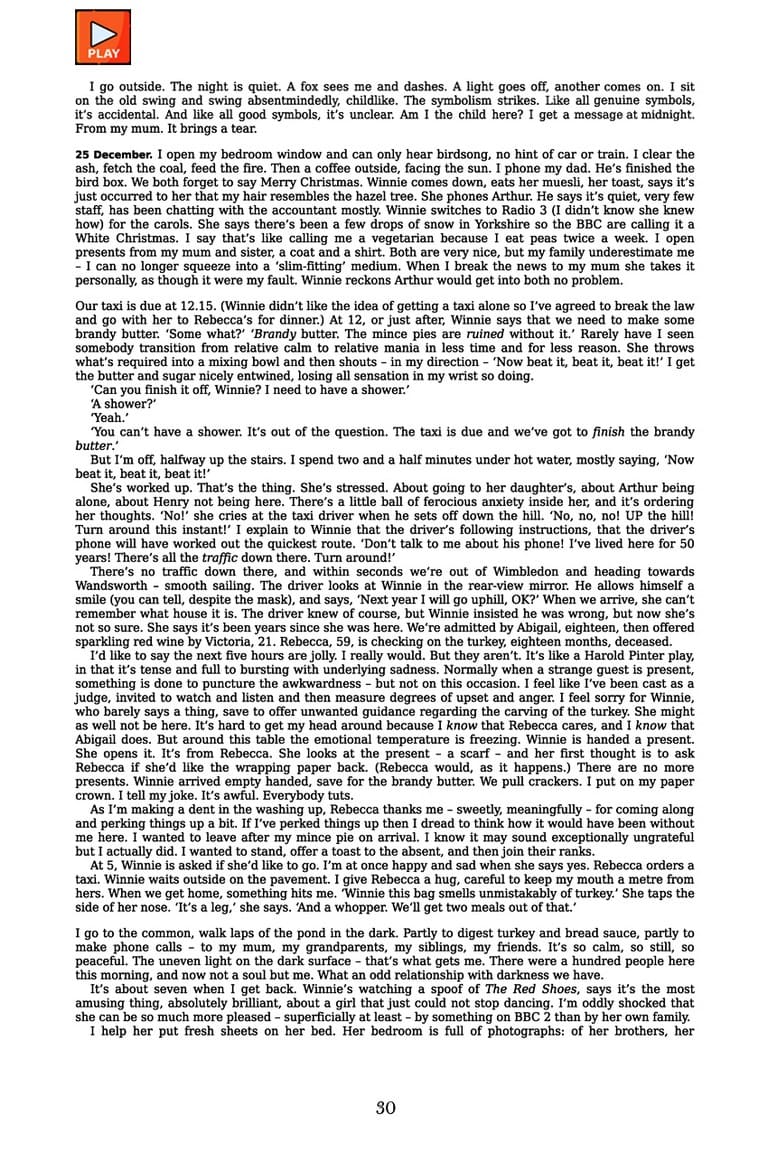 PLAY
I go outside. The night is quiet. A fox sees me and dashes. A light goes off, another comes on. I sit
on the old swing and swing absentmindedly, childlike. The symbolism strikes. Like all genuine symbols,
it's accidental. And like all good symbols, it's unclear. Am I the child here? I get a message at midnight.
From my mum. It brings a tear.
25 December. I open my bedroom window and can only hear birdsong, no hint of car or train. I clear the
ash, fetch the coal, feed the fire. Then a coffee outside, facing the sun. I phone my dad. He's finished the
bird box. We both forget to say Merry Christmas. Winnie comes down, eats her muesli, her toast, says it's
just occurred to her that my hair resembles the hazel tree. She phones Arthur. He says it's quiet, very few
staff, has been chatting with the accountant mostly. Winnie switches to Radio 3 (I didn't know she knew
how) for the carols. She says there's been a few drops of snow in Yorkshire so the BBC are calling it a
White Christmas. I say that's like calling me a vegetarian because I eat peas twice a week. I open
presents from my mum and sister, a coat and a shirt. Both are very nice, but my family underestimate me
– I can no longer squeeze into a 'slim-fitting' medium. When I break the news to my mum she takes it
personally, as though it were my fault. Winnie reckons Arthur would get into both no problem.
Our taxi is due at 12.15. (Winnie didn't like the idea of getting a taxi alone so I've agreed to break the law
and go with her to Rebecca's for dinner.) At 12, or just after, Winnie says that we need to make some
brandy butter. 'Some what?' 'Brandy butter. The mince pies are ruined without it.' Rarely have I seen
somebody transition from relative calm to relative mania in less time and for less reason. She throws
what's required into a mixing bowl and then shouts – in my direction – 'Now beat it, beat it, beat it!' I get
the butter and sugar nicely entwined, losing all sensation in my wrist so doing.
'Can you finish it off, Winnie? I need to have a shower.'
'A shower?'
'Yeah.'
'You can't have a shower. It's out of the question. The taxi is due and we've got to finish the brandy
butter.'
But I'm off, halfway up the stairs. I spend two and a half minutes under hot water, mostly saying, 'Now
beat it, beat it, beat it!'
She's worked up. That's the thing. She's stressed. About going to her daughter's, about Arthur being
alone, about Henry not being here. There's a little ball of ferocious anxiety inside her, and it's ordering
her thoughts. 'No!' she cries at the taxi driver when he sets off down the hill. 'No, no, no! UP the hill!
Turn around this instant!' I explain to Winnie that the driver's following instructions, that the driver's
phone will have worked out the quickest route. 'Don't talk to me about his phone! I've lived here for 50
years! There's all the traffic down there. Turn around!'
There's no traffic down there, and within seconds we're out of Wimbledon and heading towards
Wandsworth – smooth sailing. The driver looks at Winnie in the rear-view mirror. He allows himself a
smile (you can tell, despite the mask), and says, 'Next year I will go uphill, OK?' When we arrive, she can't
remember what house it is. The driver knew of course, but Winnie insisted he was wrong, but now she's
not so sure. She says it's been years since she was here. We're admitted by Abigail, eighteen, then offered
sparkling red wine by Victoria, 21. Rebecca, 59, is checking on the turkey, eighteen months, deceased.
I'd like to say the next five hours are jolly. I really would. But they aren't. It's like a Harold Pinter play,
in that it's tense and full to bursting with underlying sadness. Normally when a strange guest is present,
something is done to puncture the awkwardness – but not on this occasion. I feel like I've been cast as a
judge, invited to watch and listen and then measure degrees of upset and anger. I feel sorry for Winnie,
who barely says a thing, save to offer unwanted guidance regarding the carving of the turkey. She might
as well not be here. It's hard to get my head around because I know that Rebecca cares, and I know that
Abigail does. But around this table the emotional temperature is freezing. Winnie is handed a present.
She opens it. It's from Rebecca. She looks at the present – a scarf – and her first thought is to ask
Rebecca if she'd like the wrapping paper back. (Rebecca would, as it happens.) There are no more
presents. Winnie arrived empty handed, save for the brandy butter. We pull crackers. I put on my paper
crown. I tell my joke. It's awful. Everybody tuts.
As I'm making a dent in the washing up, Rebecca thanks me – sweetly, meaningfully – for coming along
and perking things up a bit. If I've perked things up then I dread to think how it would have been without
me here. I wanted to leave after my mince pie on arrival. I know it may sound exceptionally ungrateful
but I actually did. I wanted to stand, offer a toast to the absent, and then join their ranks.
At 5, Winnie is asked if she'd like to go. I'm at once happy and sad when she says yes. Rebecca orders a
taxi. Winnie waits outside on the pavement. I give Rebecca a hug, careful to keep my mouth a metre from
hers. When we get home, something hits me. 'Winnie this bag smells unmistakably of turkey.' She taps the
side of her nose. 'It's a leg,' she says. 'And a whopper. We'll get two meals out of that.'
I go to the common, walk laps of the pond in the dark. Partly to digest turkey and bread sauce, partly to
make phone calls – to my mum, my grandparents, my siblings, my friends. It's so calm, so still, so
peaceful. The uneven light on the dark surface – that's what gets me. There were a hundred people here
this morning, and now not a soul but me. What an odd relationship with darkness we have.
It's about seven when I get back. Winnie's watching a spoof of The Red Shoes, says it's the most
amusing thing, absolutely brilliant, about a girl that just could not stop dancing. I'm oddly shocked that
she can be so much more pleased – superficially at least – by something on BBC 2 than by her own family.
I help her put fresh sheets on her bed. Her bedroom is full of photographs: of her brothers, her
30